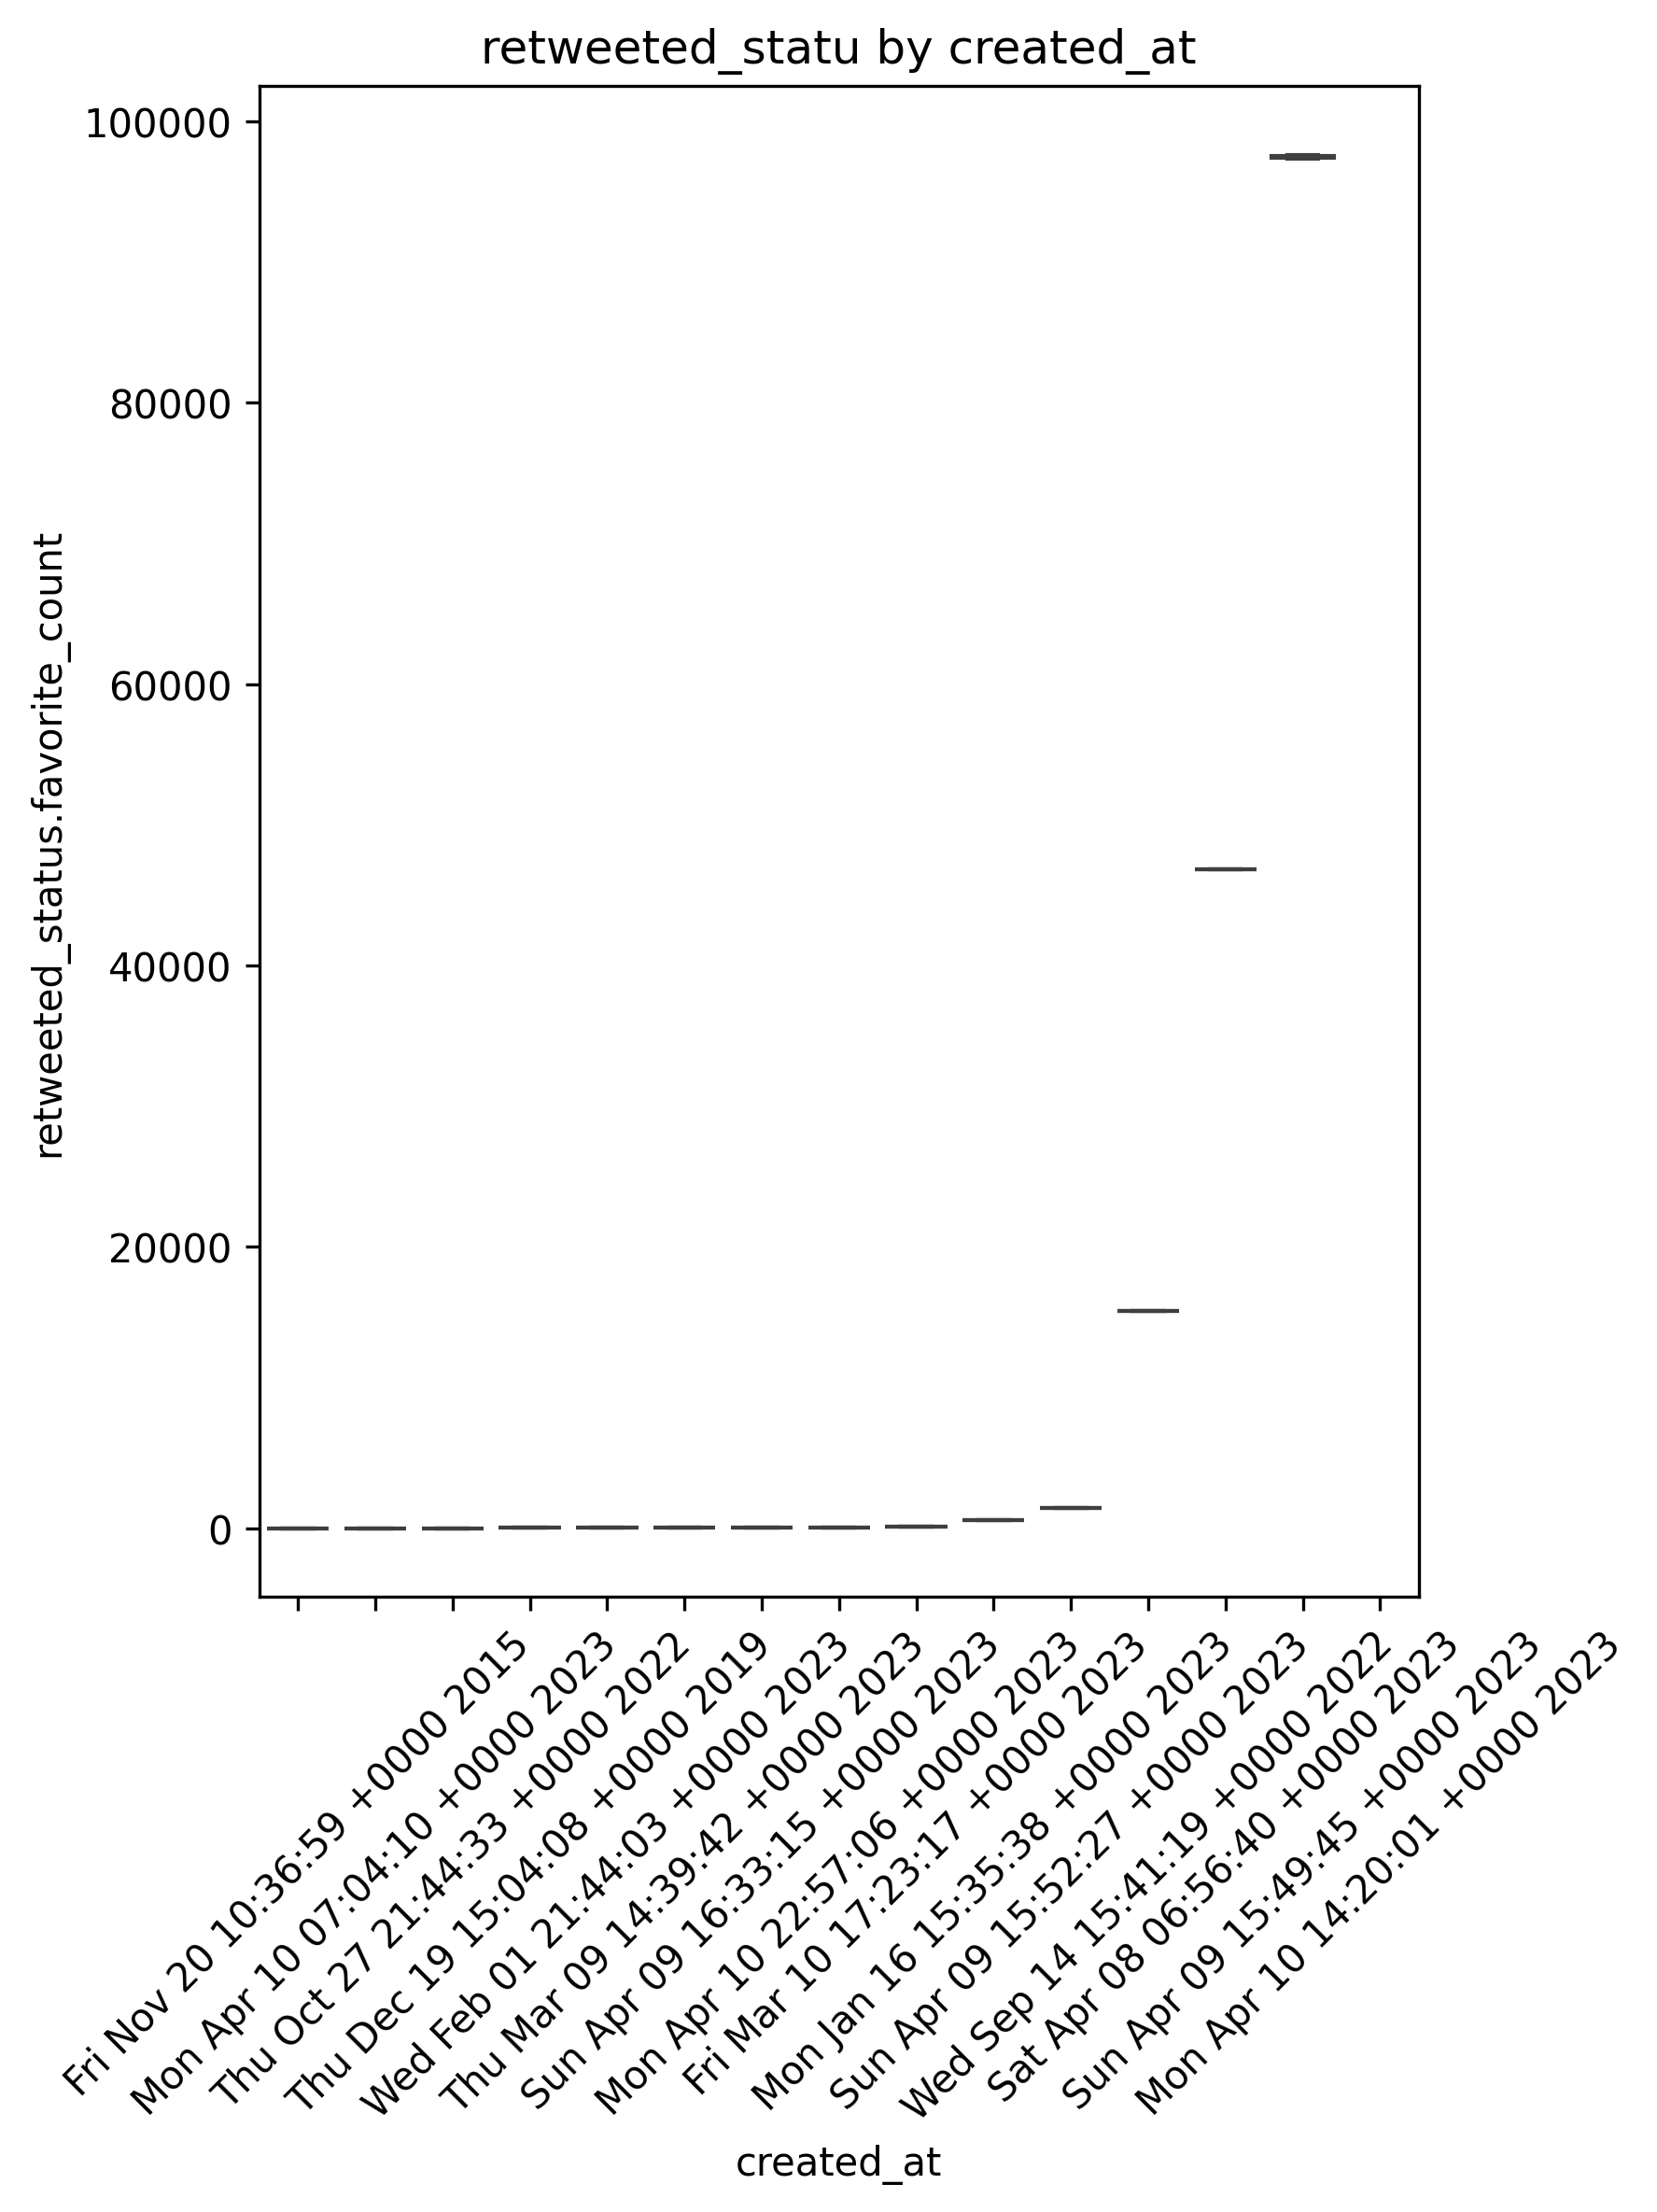 retweeted_statu by created_at
100000
80000
60000
40000
20000
0
retweeted_status.favorite_count
Fri Nov 20 10:36:59 +0000 2015
Mon Apr 10 07:04:10 +0000 2023
Thu Oct 27 21:44:33 +0000 2022
Thu Dec 19 15:04:08 +0000 2019
Wed Feb 01 21:44:03 +0000 2023
Thu Mar 09 14:39:42 +0000 2023
Sun Apr 09 16:33:15 +0000 2023
Mon Apr 10 22:57:06 +0000 2023
Fri Mar 10 17:23:17 +0000 2023
Mon Jan 16 15:35:38 +0000 2023
Sun Apr 09 15:52:27 +0000 2023
Wed Sep 14 15:41:19 +0000 2022
Sat Apr 08 06:56:40 +0000 2023
Sun Apr 09 15:49:45 +0000 2023
Mon Apr 10 14:20:01 +0000 2023
created_at